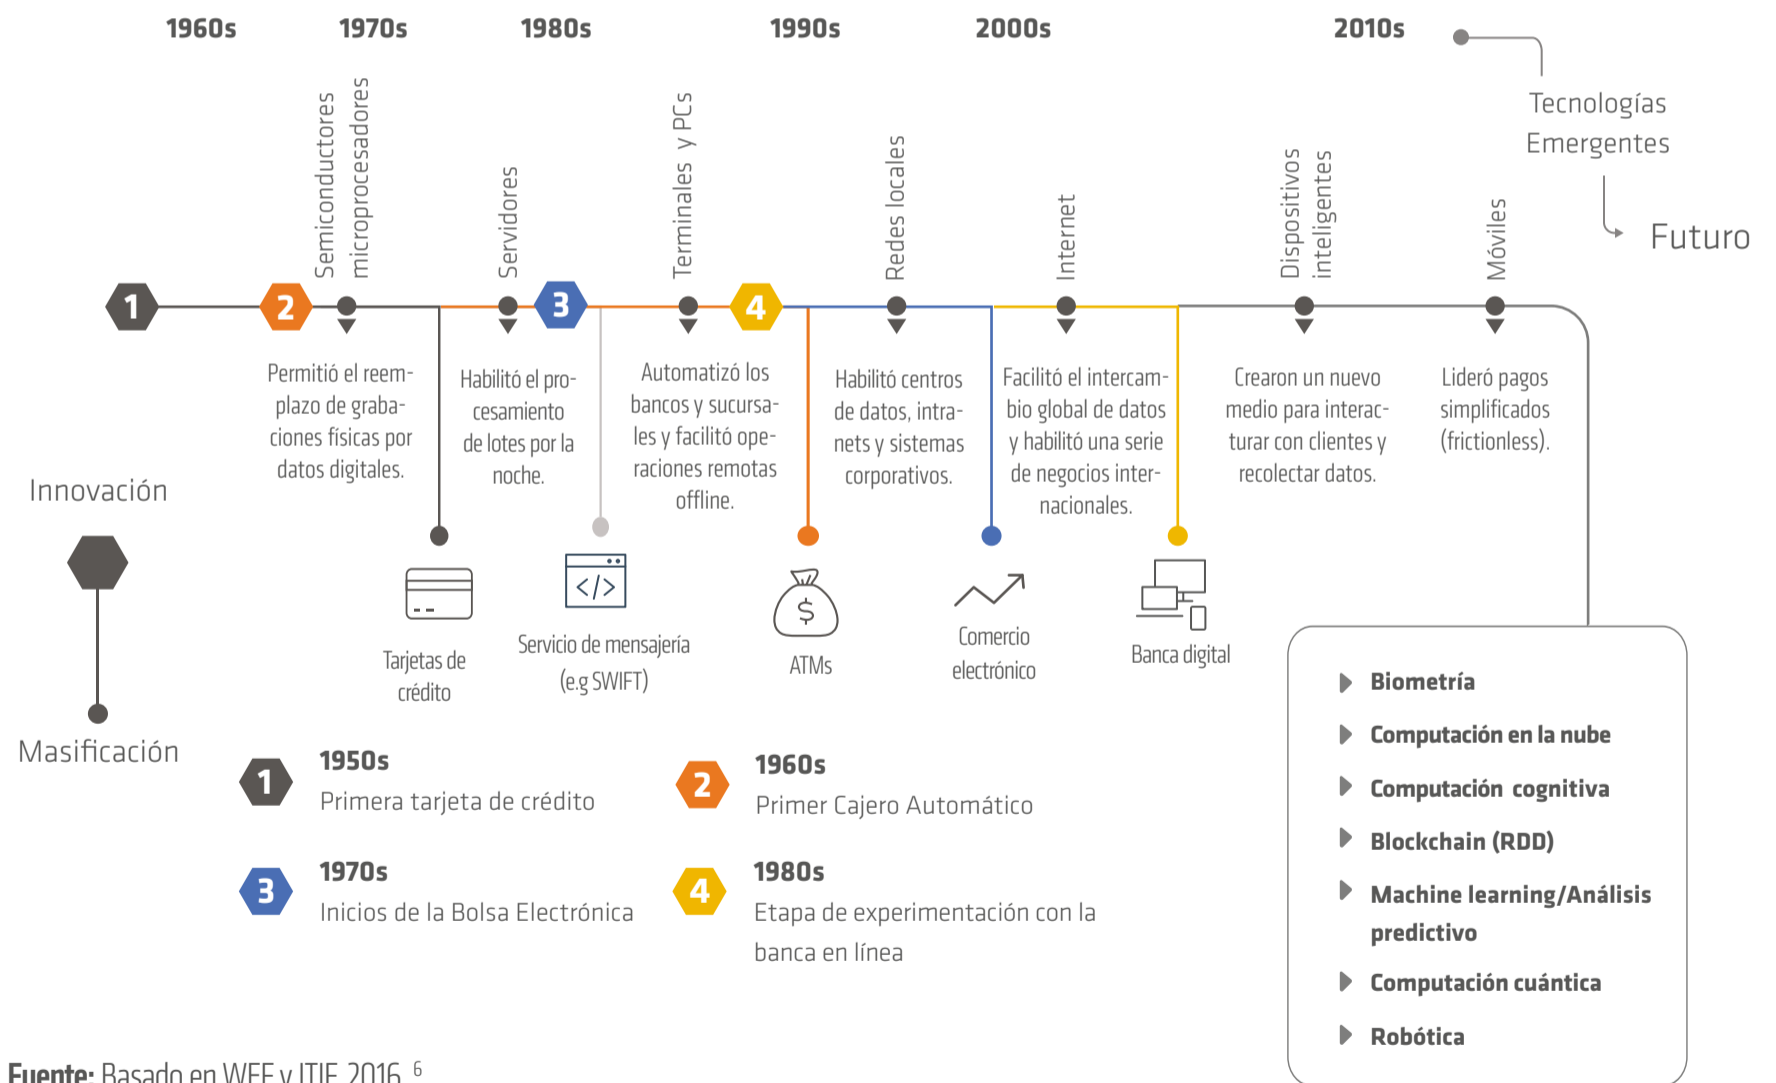 1960s 1970s 1980s 1990s 2000s 2010s
Tecnologías
Emergentes
Futuro
Semiconductores
microprocesadores
Servidores
Terminales y PCs
Redes locales
Internet
Dispositivos
inteligentes
Móviles
1
2
3
4
Permitió el reem-
plazo de graba-
ciones físicas por
datos digitales.
Habilitó el pro-
cesamiento
de lotes por la
noche.
Automatizó los
bancos y sucursa-
les y facilitó ope-
raciones remotas
offline.
Habilitó centros
de datos, intra-
nets y sistemas
corporativos.
Facilitó el intercam-
bio global de datos
y habilitó una serie
de negocios inter-
nacionales.
Crearon un nuevo
medio para interac-
turar con clientes y
recolectar datos.
Lideró pagos
simplificados
(frictionless).
Innovación
Masificación
Tarjetas de
crédito
</>
Servicio de mensajería
(e.g SWIFT)
$
ATMs
Comercio
electrónico
Banca digital
1
1950s
Primera tarjeta de crédito
2
1960s
Primer Cajero Automático
3
1970s
Inicios de la Bolsa Electrónica
4
1980s
Etapa de experimentación con la
banca en línea
Biometría
Computación en la nube
Computación cognitiva
Blockchain (RDD)
Machine learning/Análisis
predictivo
Computación cuántica
Robótica
Fuente: Basado en WEF y ITIF, 2016. 6